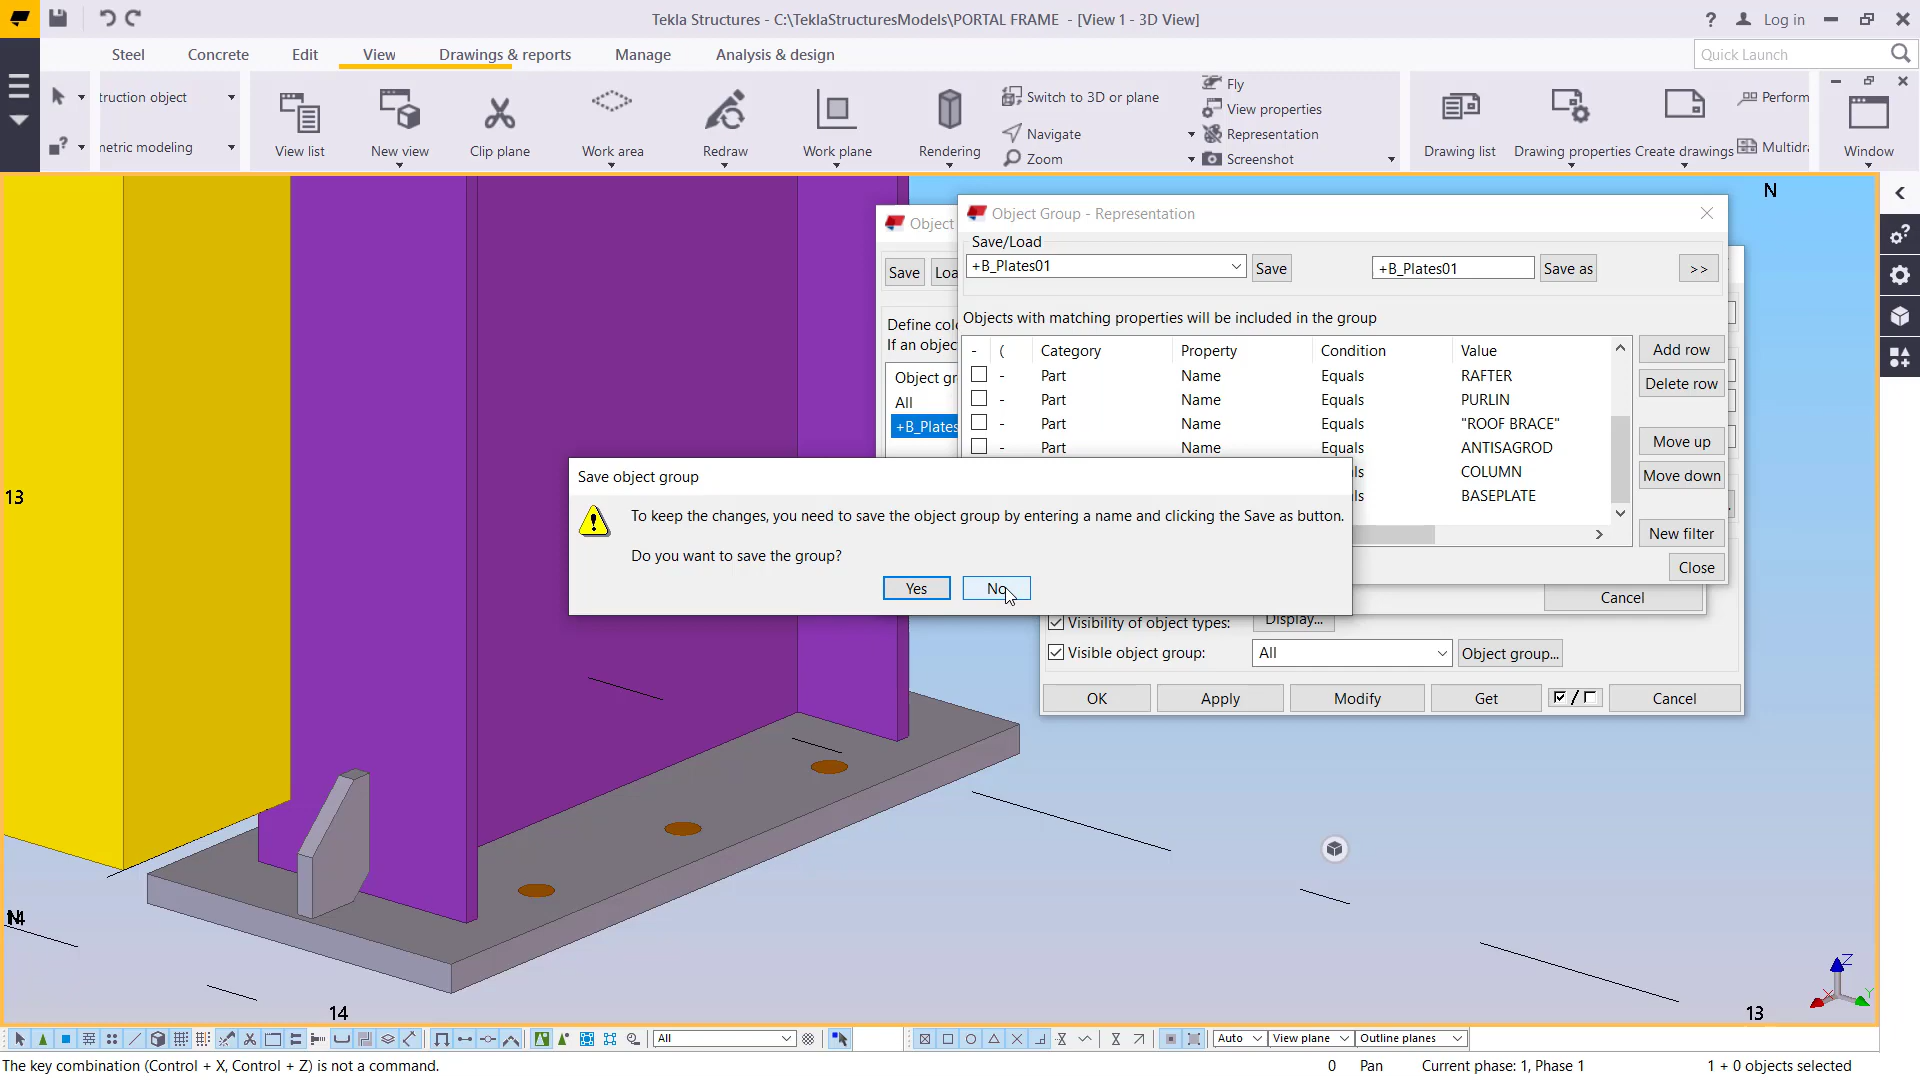 Tekla Structures - C:\TeklaStructuresModels\PORTAL FRAME - [View 1 - 3D View]
? Log in
Steel Concrete Edit View Drawings & reports Manage Analysis & design
Quick Launch
truction object
metric modeling
View list
New view
Clip plane
Work area
Redraw
Work plane
Rendering
Switch to 3D or plane
Navigate
Zoom
Fly
View properties
Representation
Screenshot
Drawing list
Drawing properties
Create drawings
Perform
Multidra
Window
N
Object
Save Loa
Define colo
If an objec
Object gr
All
+B_Plates
Object Group - Representation
Save/Load
+B_Plates01 Save +B_Plates01 Save as >>
Objects with matching properties will be included in the group
- ( Category Property Condition Value
- Part Name Equals RAFTER
- Part Name Equals PURLIN
- Part Name Equals "ROOF BRACE"
- Part Name Equals ANTISAGROD
ls COLUMN
ls BASEPLATE
Add row
Delete row
Move up
Move down
New filter
Close
Save object group
To keep the changes, you need to save the object group by entering a name and clicking the Save as button.
Do you want to save the group?
Yes No
Cancel
Visibility of object types: Display...
Visible object group: All Object group...
OK Apply Modify Get / Cancel
13
14
14
13
Z
X
Y
All
Auto View plane Outline planes
The key combination (Control + X, Control + Z) is not a command.
0 Pan Current phase: 1, Phase 1 1 + 0 objects selected